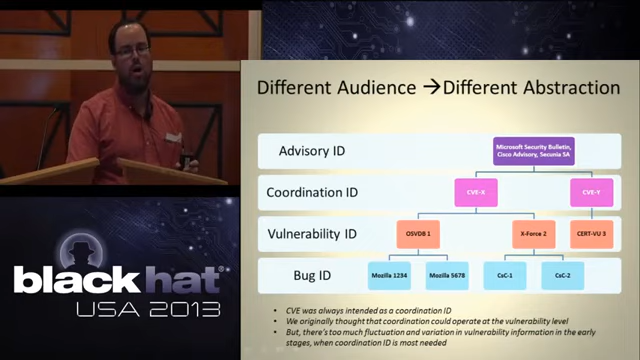 Different Audience → Different Abstraction
Advisory ID
Microsoft Security Bulletin,
Cisco Advisory, Secunia SA
Coordination ID
CVE-X
CVE-Y
Vulnerability ID
OSVDB 1
X-Force 2
CERT-VU 3
Bug ID
Mozilla 1234
Mozilla 5678
CsC-1
CsC-2
• CVE was always intended as a coordination ID
• We originally thought that coordination could operate at the vulnerability level
• But, there's too much fluctuation and variation in vulnerability information in the early
stages, when coordination ID is most needed
black hat
USA 2013